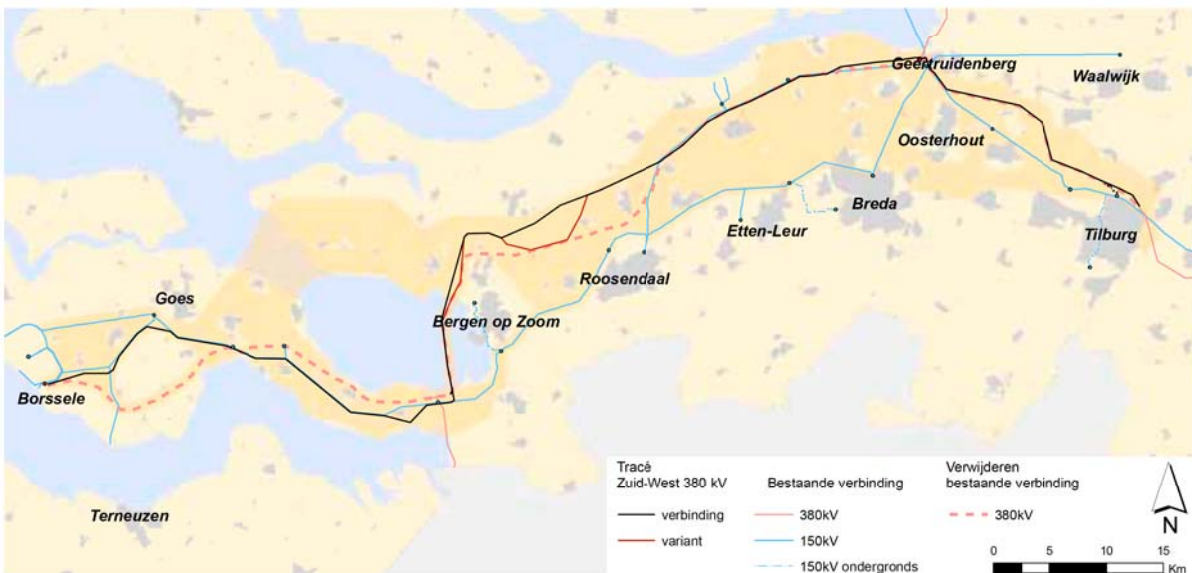 Geertruidenberg
Waalwijk
Oosterhout
Breda
Etten-Leur
Tilburg
Roosendaal
Goes
Bergen op Zoom
Borssele
Terneuzen
Tracé
Zuid-West 380 kV
verbinding
variant
Bestaande verbinding
380kV
150kV
150kV ondergronds
Verwijderen
bestaande verbinding
380kV
N
0 5 10 15
Km